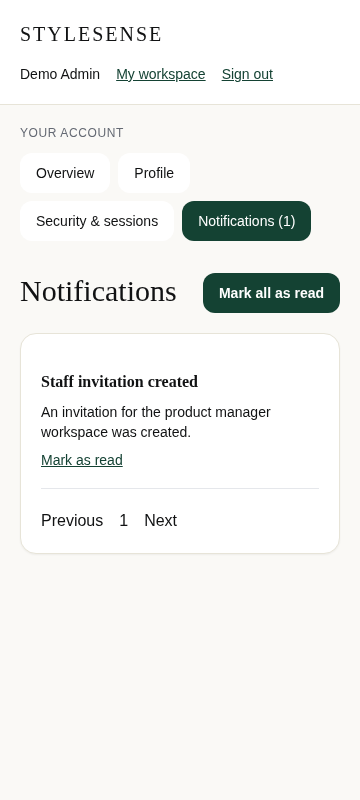 STYLESENSE
Demo Admin My workspace Sign out
YOUR ACCOUNT
Overview Profile
Security & sessions Notifications (1)
Notifications Mark all as read
Staff invitation created
An invitation for the product manager
workspace was created.
Mark as read
Previous 1 Next